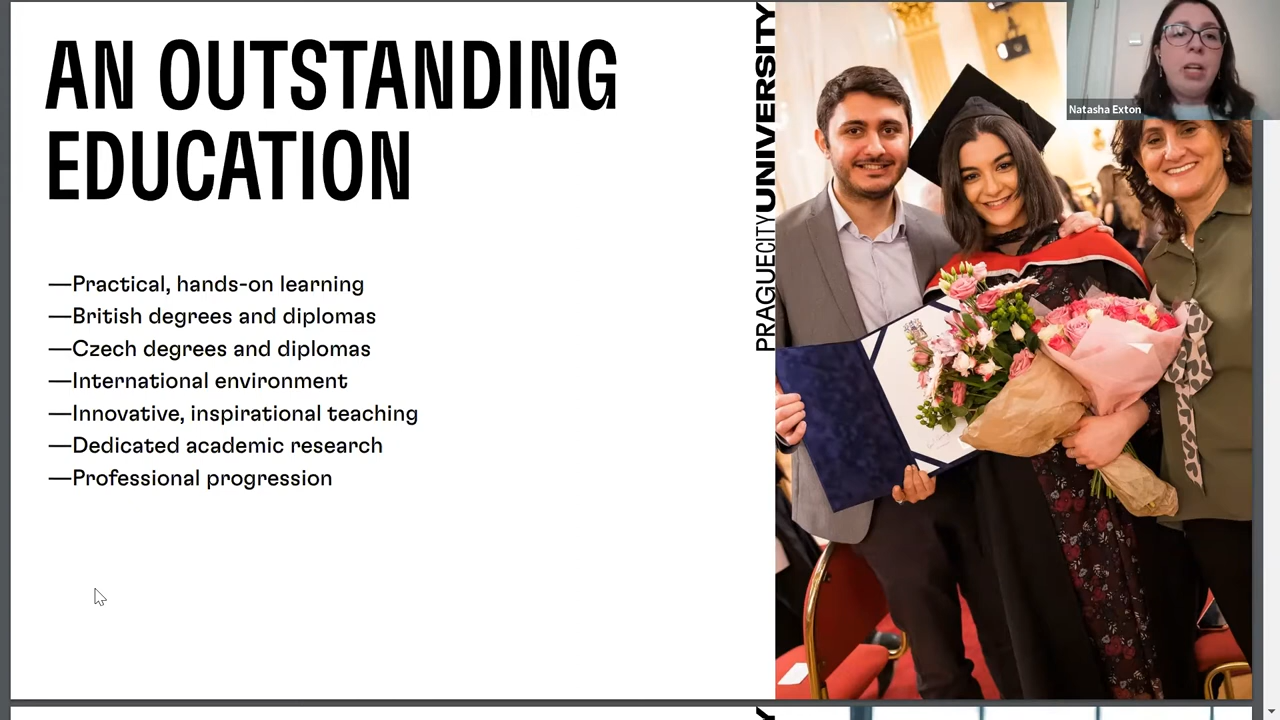 AN OUTSTANDING
EDUCATION
—Practical, hands-on learning
—British degrees and diplomas
—Czech degrees and diplomas
—International environment
—Innovative, inspirational teaching
—Dedicated academic research
—Professional progression
PRAGUECITYUNIVERSITY
Natasha Exton